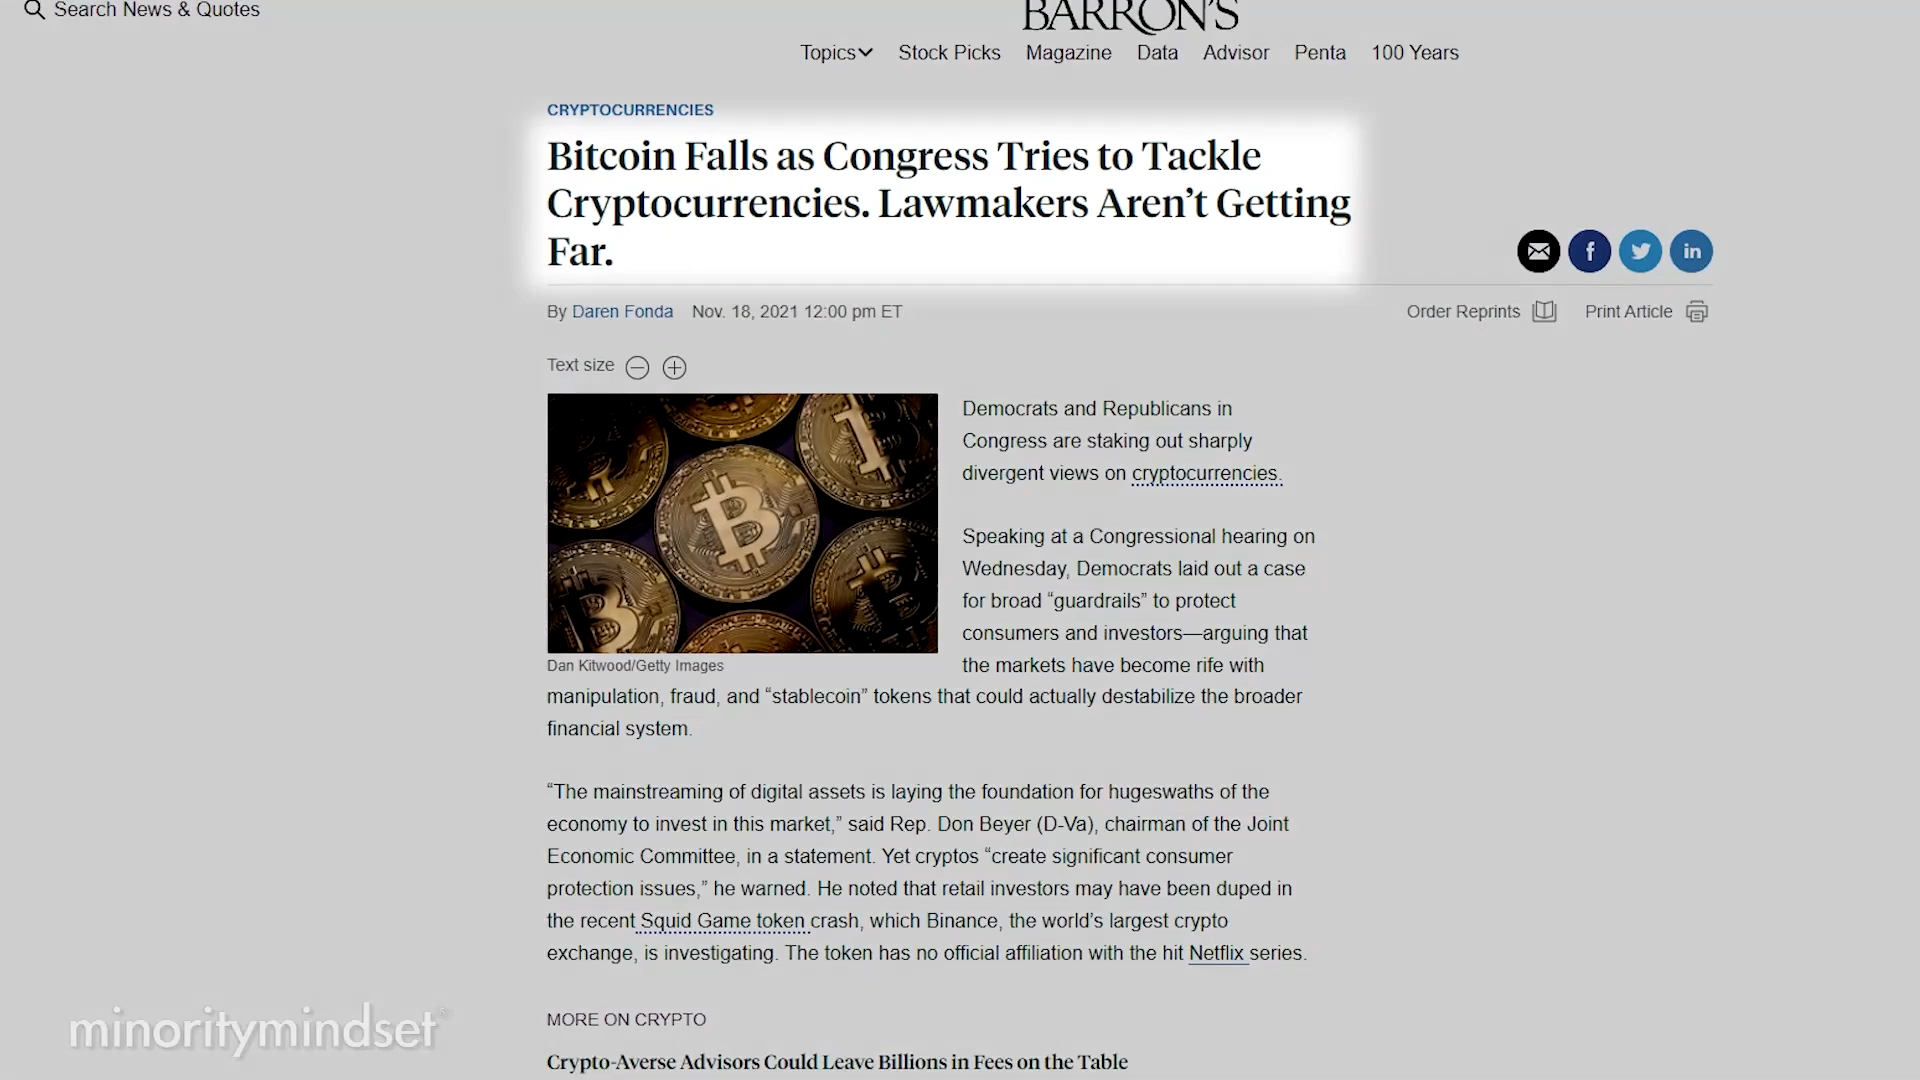 Search News & Quotes
BARRON'S
Topics Stock Picks Magazine Data Advisor Penta 100 Years
CRYPTOCURRENCIES
Bitcoin Falls as Congress Tries to Tackle
Cryptocurrencies. Lawmakers Aren’t Getting
Far.
By Daren Fonda Nov. 18, 2021 12:00 pm ET
Order Reprints Print Article
Text size
Democrats and Republicans in
Congress are staking out sharply
divergent views on cryptocurrencies.
Speaking at a Congressional hearing on
Wednesday, Democrats laid out a case
for broad “guardrails” to protect
consumers and investors—arguing that
the markets have become rife with
Dan Kitwood/Getty Images
manipulation, fraud, and “stablecoin” tokens that could actually destabilize the broader
financial system.
“The mainstreaming of digital assets is laying the foundation for hugeswaths of the
economy to invest in this market,” said Rep. Don Beyer (D-Va), chairman of the Joint
Economic Committee, in a statement. Yet cryptos “create significant consumer
protection issues,” he warned. He noted that retail investors may have been duped in
the recent Squid Game token crash, which Binance, the world’s largest crypto
exchange, is investigating. The token has no official affiliation with the hit Netflix series.
MORE ON CRYPTO
Crypto-Averse Advisors Could Leave Billions in Fees on the Table
minoritymindset